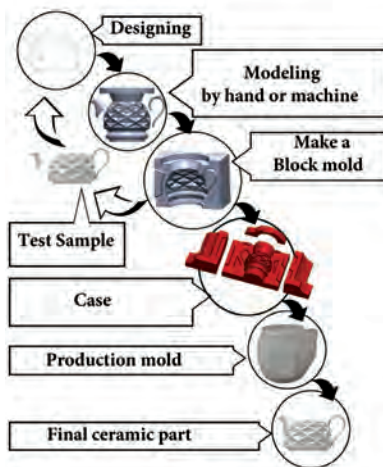 Designing
Modeling
by hand or machine
Make a
Block mold
Test Sample
Case
Production mold
Final ceramic part